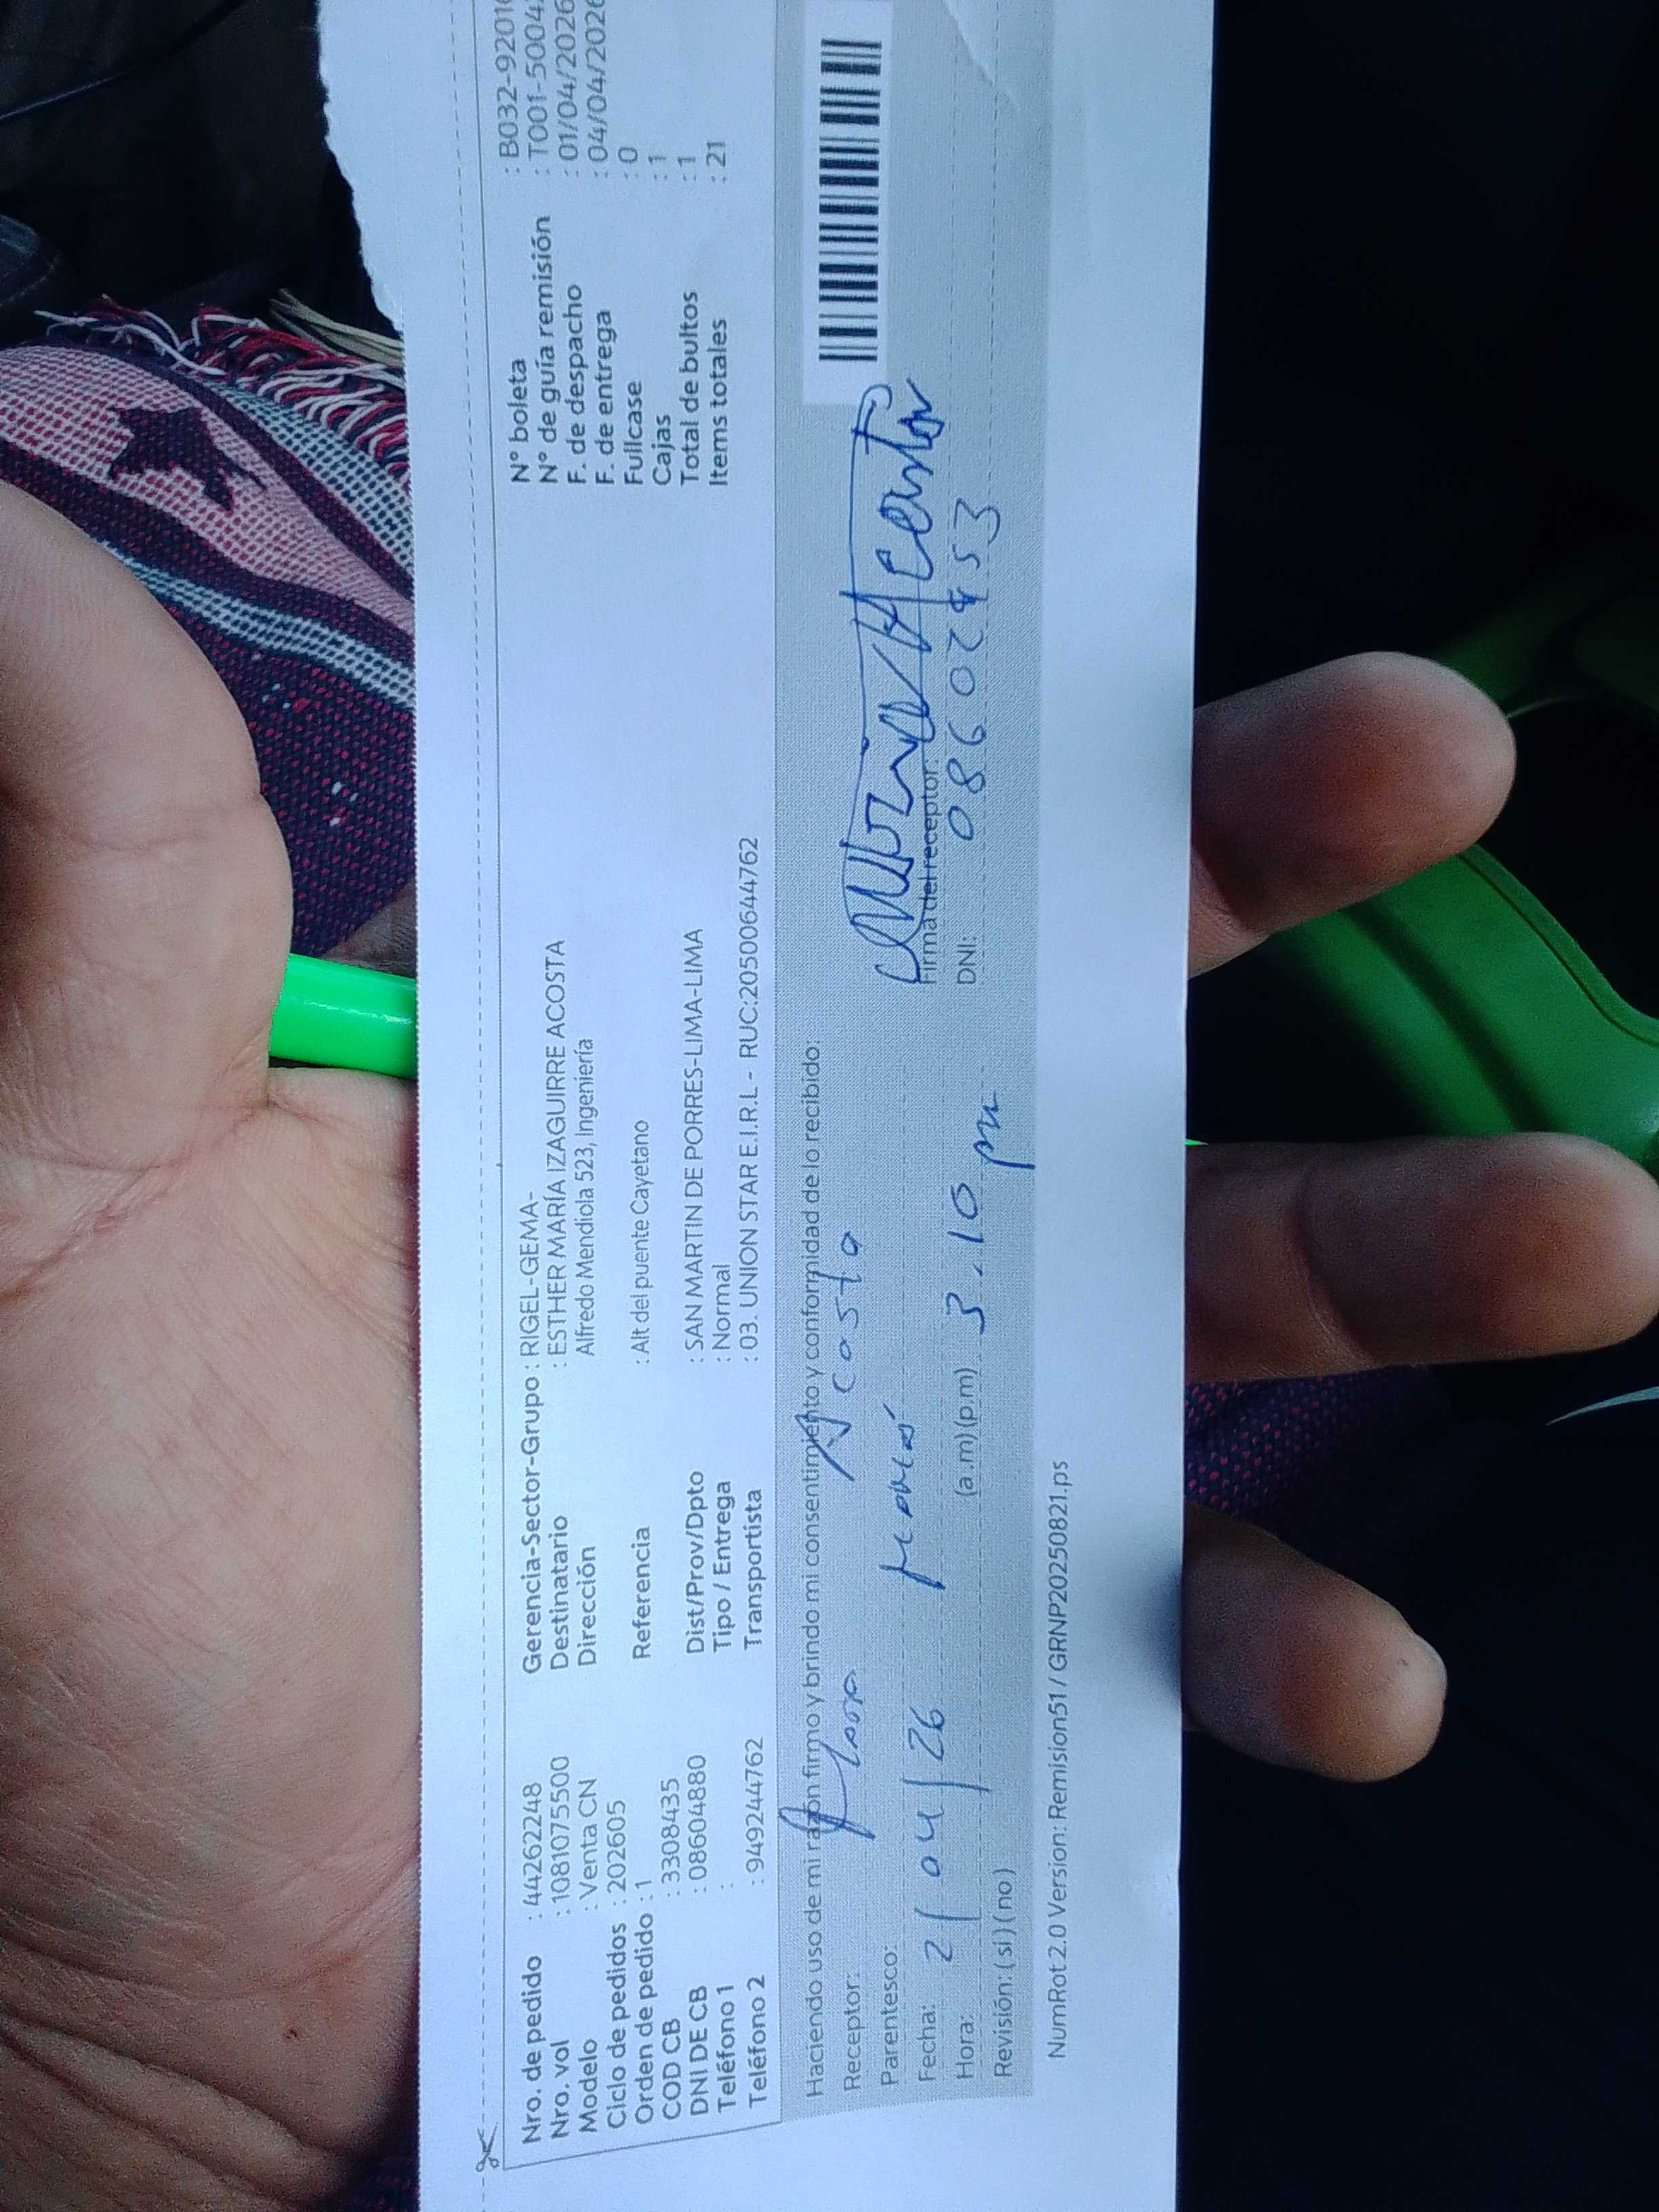 Nro. de pedido : 44262248
Nro. vol : 1081075500
Modelo : Venta CN
Ciclo de pedidos : 202605
Orden de pedido : 1
COD CB : 3308435
DNI DE CB : 08604880
Teléfono 1 :
Teléfono 2 : 949244762
Gerencia-Sector-Grupo : RIGEL-GEMA-
Destinatario : ESTHER MARÍA IZAGUIRRE ACOSTA
Dirección Alfredo Mendiola 523, Ingeniería
Referencia : Alt del puente Cayetano
Dist/Prov/Dpto : SAN MARTIN DE PORRES-LIMA-LIMA
Tipo / Entrega : Normal
Transportista : 03. UNION STAR E.I.R.L - RUC:20500644762
N° boleta : B032-9201
N° de guía remisión : T001-5004
F. de despacho : 01/04/2026
F. de entrega : 04/04/2026
Fullcase : 0
Cajas : 1
Total de bultos : 1
Items totales : 21
Haciendo uso de mi razón firmo y brindo mi consentimiento y conformidad de lo recibido:
Receptor: Flora Acosta
Parentesco:
Fecha: 2/04/26
Hora: (a.m)(p.m) 3.10 pm
Revisión: (si) (no)
Firma del receptor:
DNI: 08602453
NumRot 2.0 Version: Remision51 / GRNP20250821.ps